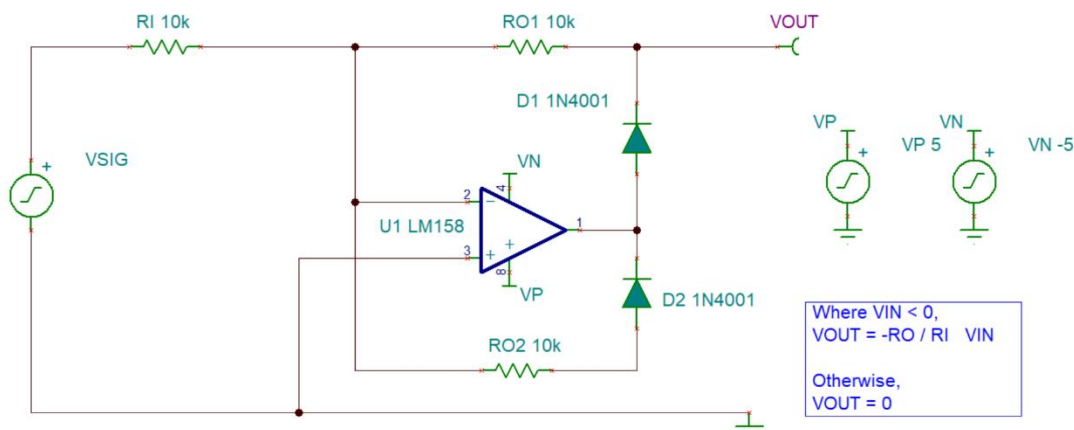 RI 10k
RO1 10k
VOUT
D1 1N4001
VP
VN
+
VSIG
VN
+
VP 5
+
VN -5
4
2
−
U1 LM158
1
3
+
+
8
VP
D2 1N4001
RO2 10k
Where VIN < 0,
VOUT = -RO / RI VIN
Otherwise,
VOUT = 0